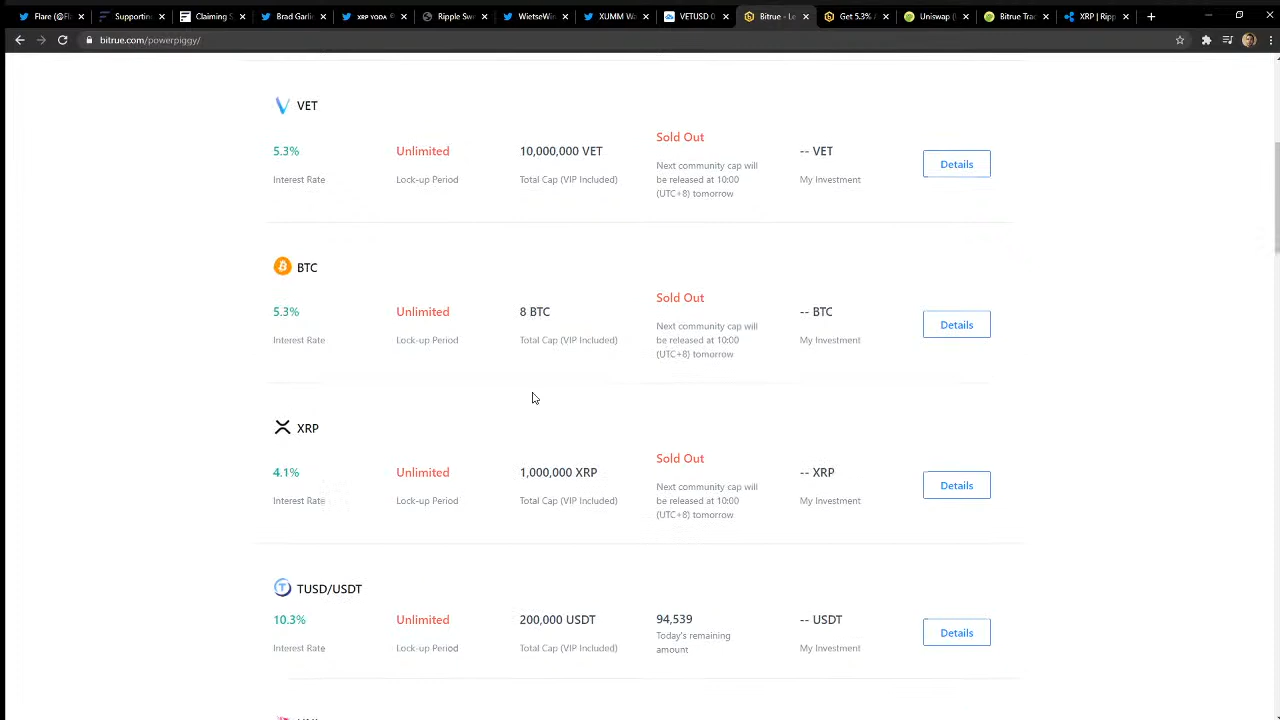 Flare (@Fl
Supportin
Claiming S
Brad Garlin
Ripple Sw
WietseWin
XUMM Wa
VETUSD 0
Bitrue - Le
Get 5.3%
Uniswap (
Bitrue Trac
XRP | Ripp
bitrue.com/powerpiggy/
VET
5.3%
Interest Rate
Unlimited
Lock-up Period
10,000,000 VET
Total Cap (VIP Included)
Sold Out
Next community cap will
be released at 10:00
(UTC+8) tomorrow
-- VET
My Investment
Details
BTC
5.3%
Interest Rate
Unlimited
Lock-up Period
8 BTC
Total Cap (VIP Included)
Sold Out
Next community cap will
be released at 10:00
(UTC+8) tomorrow
-- BTC
My Investment
Details
XRP
4.1%
Interest Rate
Unlimited
Lock-up Period
1,000,000 XRP
Total Cap (VIP Included)
Sold Out
Next community cap will
be released at 10:00
(UTC+8) tomorrow
-- XRP
My Investment
Details
TUSD/USDT
10.3%
Interest Rate
Unlimited
Lock-up Period
200,000 USDT
Total Cap (VIP Included)
94,539
Today's remaining
amount
-- USDT
My Investment
Details